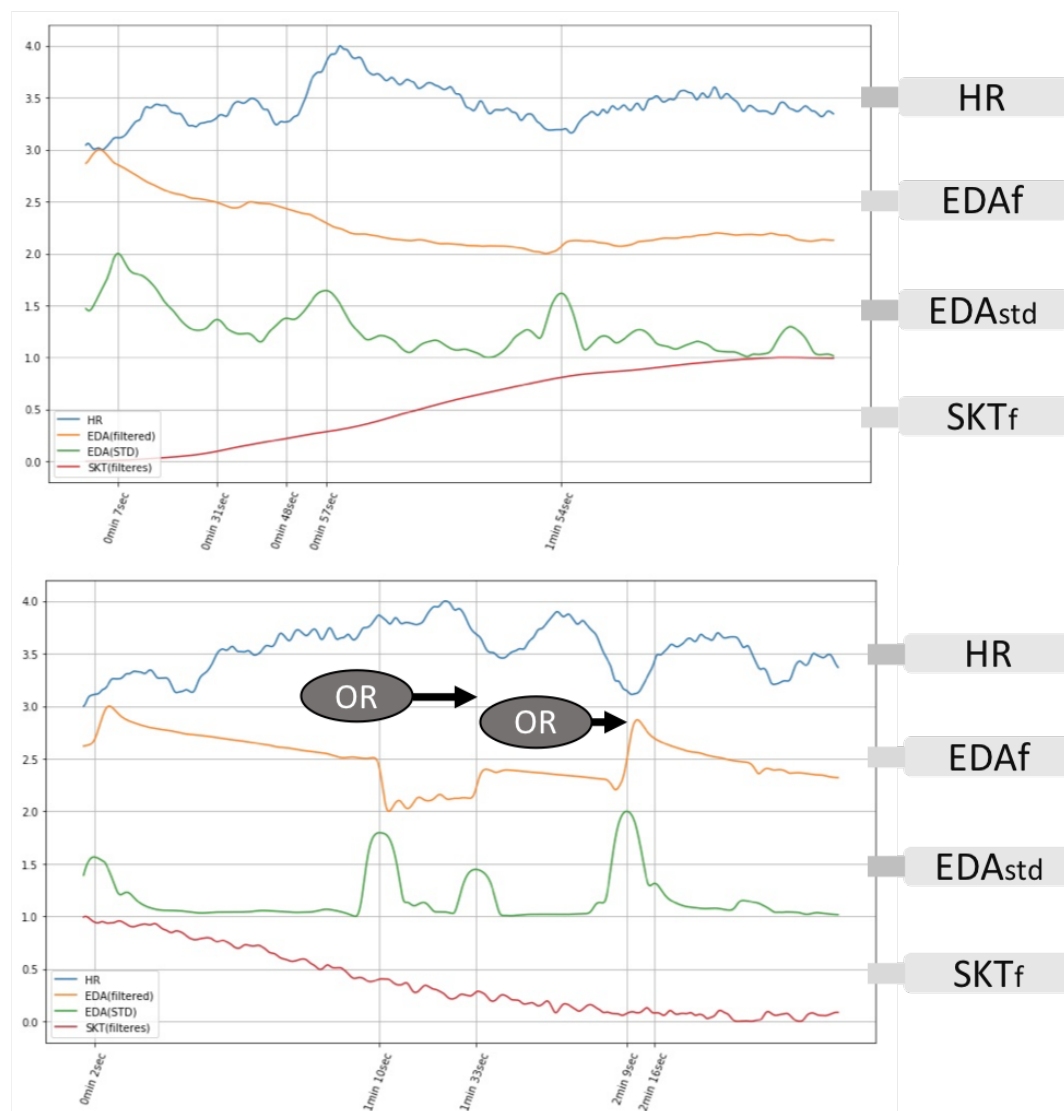 4.0
3.5
3.0
2.5
2.0
1.5
1.0
0.5
0.0
HR
EDA(filtered)
EDA(STD)
SKT(filteres)
0min 7sec
0min 31sec
0min 48sec
0min 57sec
1min 54sec
HR
EDAf
EDAstd
SKTf
4.0
3.5
3.0
2.5
2.0
1.5
1.0
0.5
0.0
OR
OR
HR
EDA(filtered)
EDA(STD)
SKT(filteres)
0min 2sec
1min 10sec
1min 33sec
2min 9sec
2min 16sec
HR
EDAf
EDAstd
SKTf